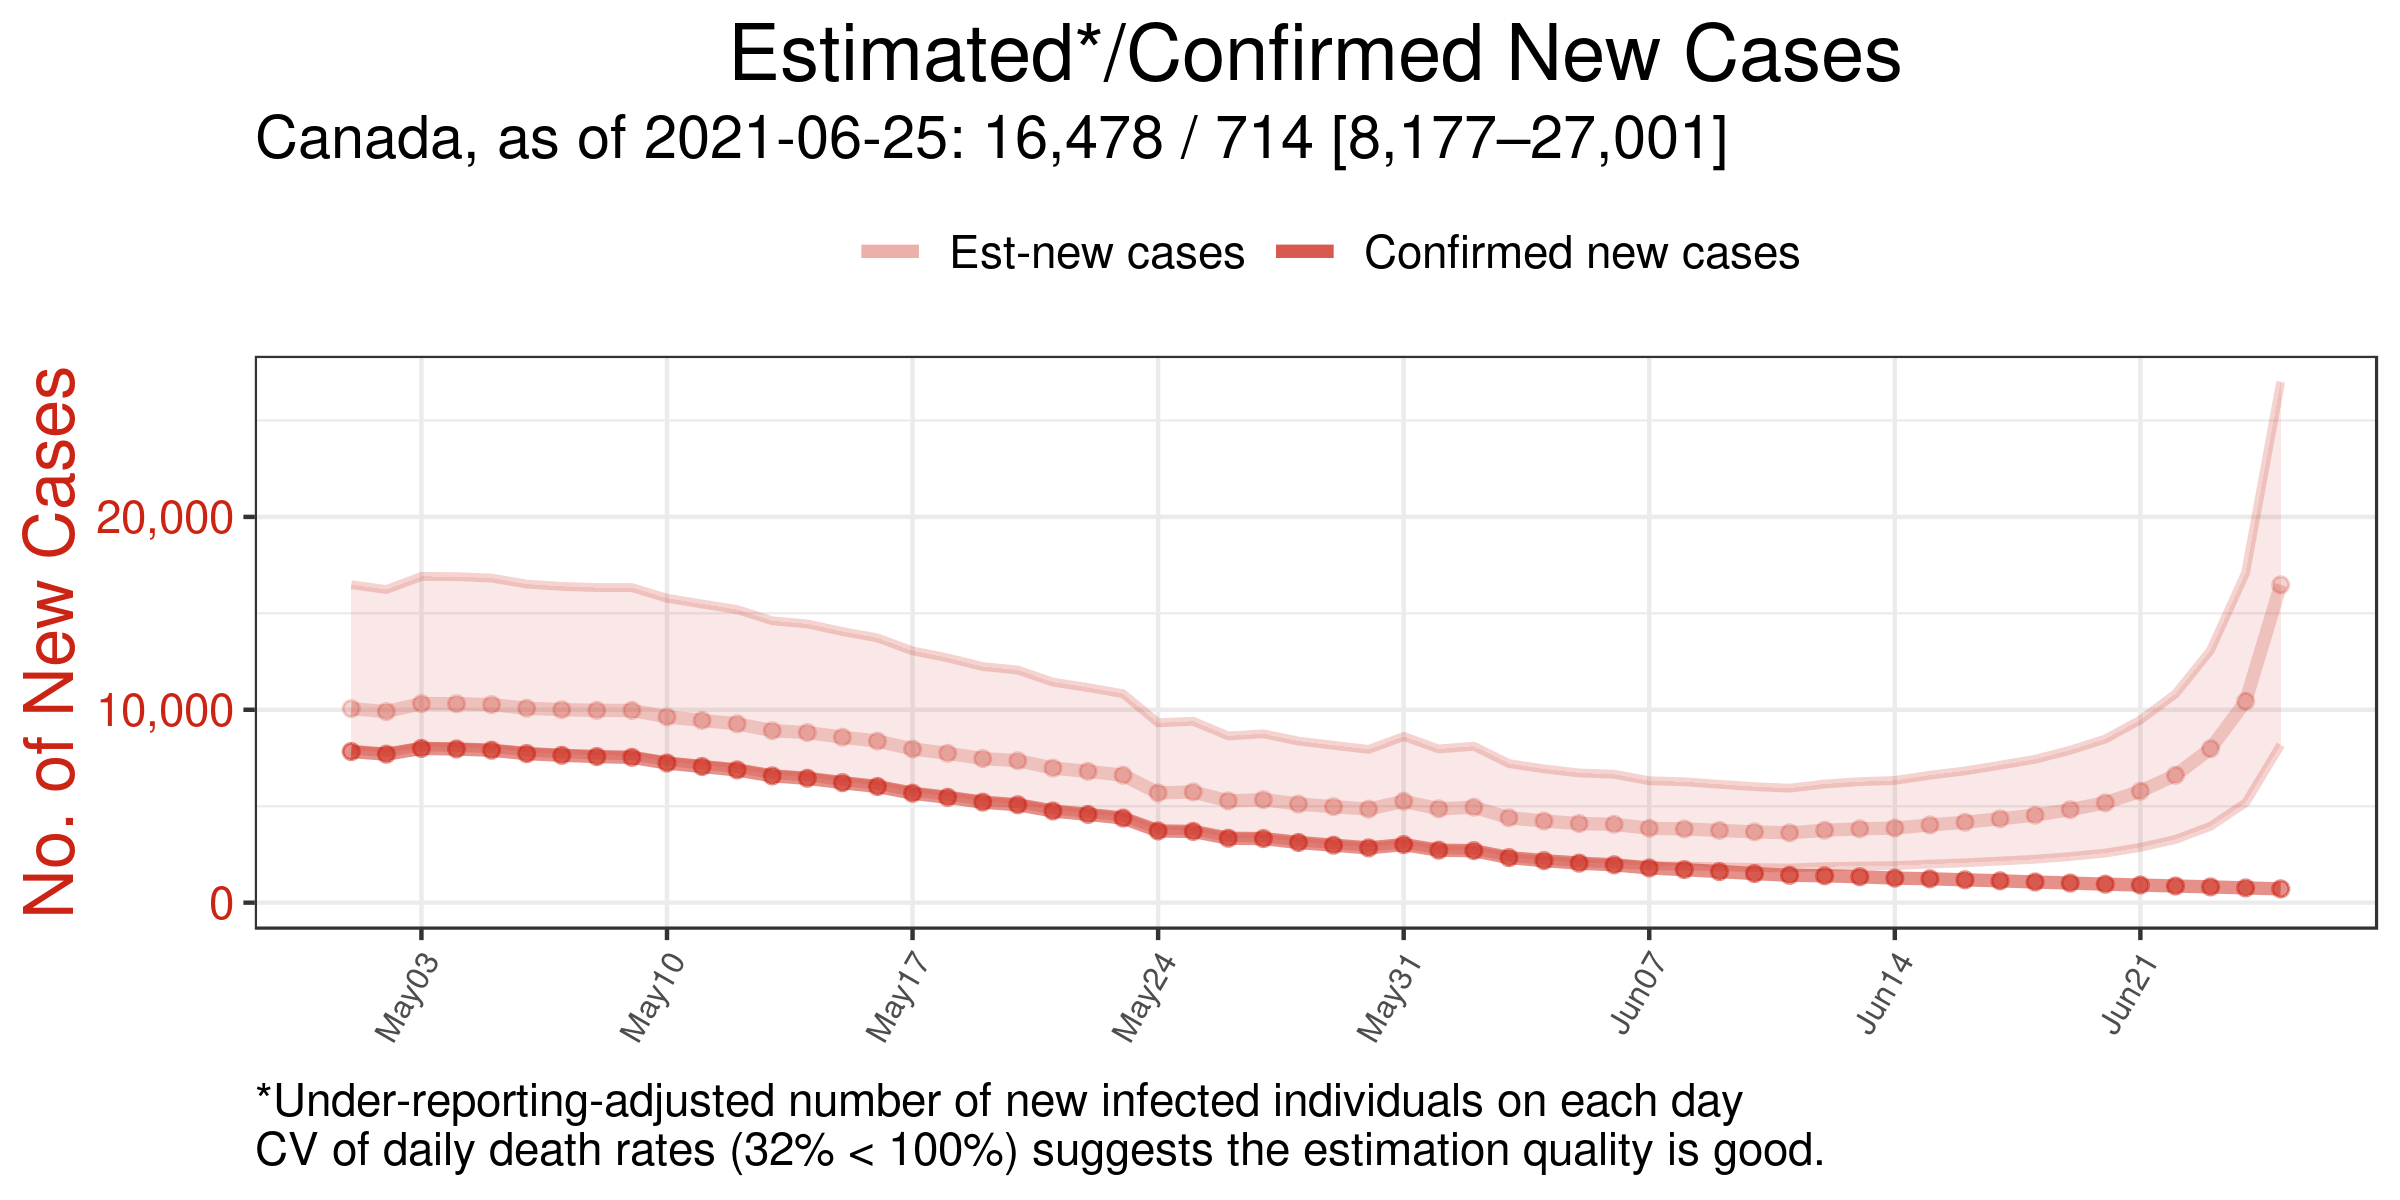 Estimated*/Confirmed New Cases
Canada, as of 2021-06-25: 16,478 / 714 [8,177–27,001]
Est-new cases
Confirmed new cases
No. of New Cases
20,000
10,000
0
May03
May10
May17
May24
May31
Jun07
Jun14
Jun21
*Under-reporting-adjusted number of new infected individuals on each day
CV of daily death rates (32% < 100%) suggests the estimation quality is good.